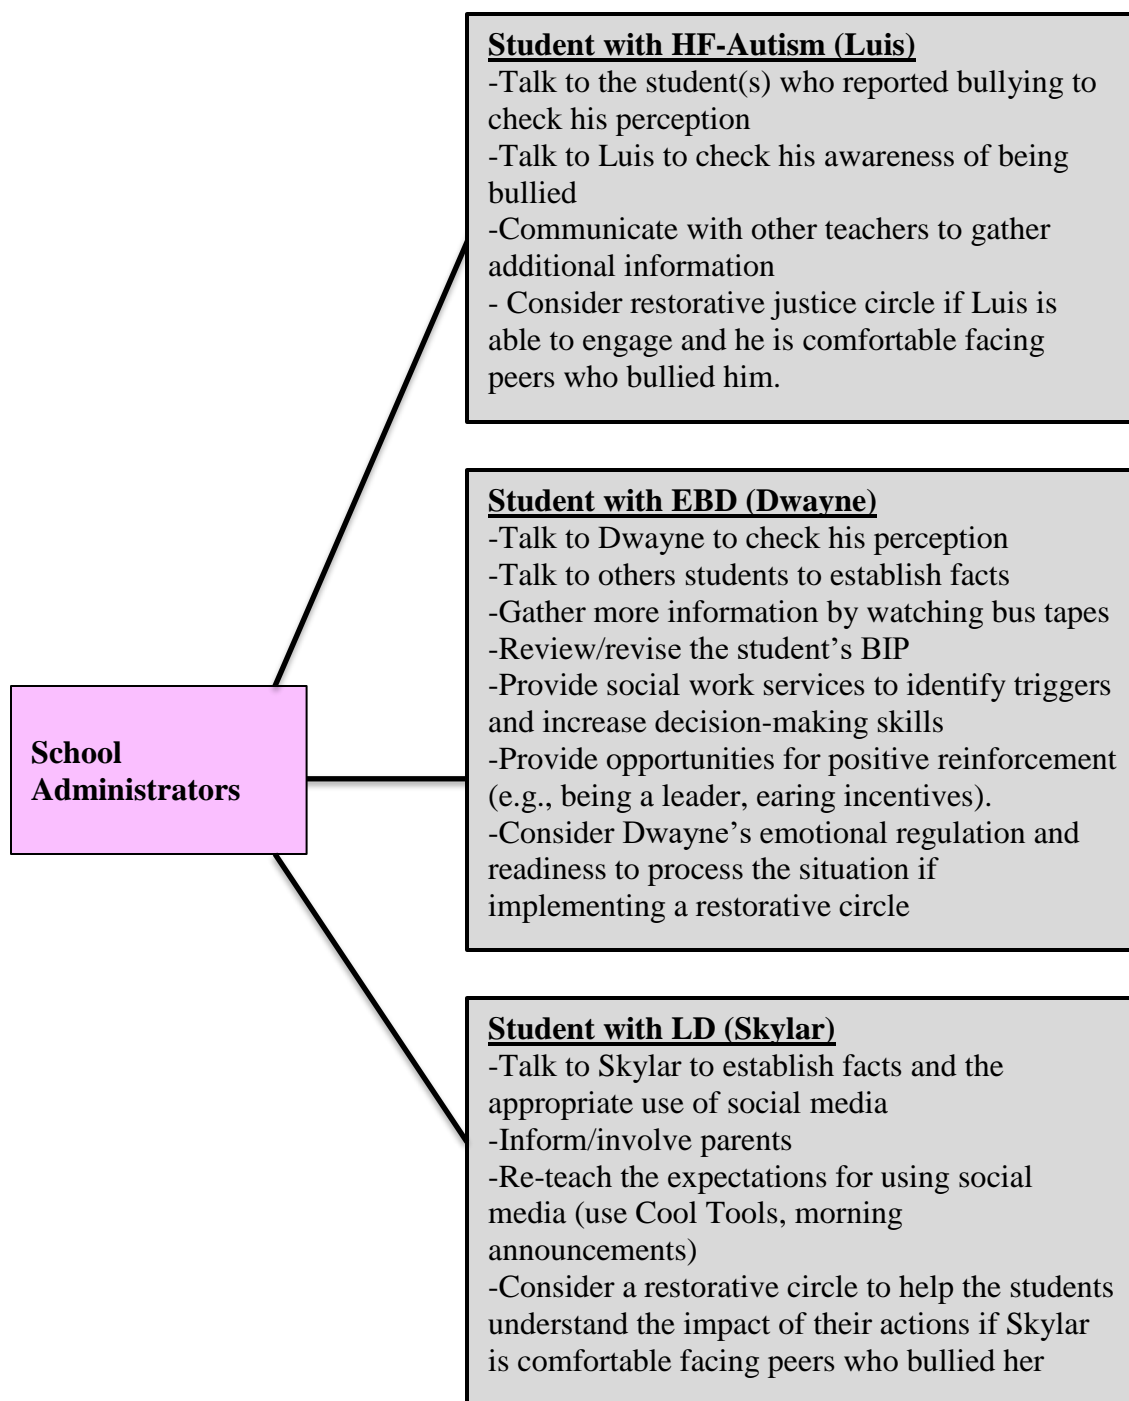 Student with HF-Autism (Luis)
-Talk to the student(s) who reported bullying to
check his perception
-Talk to Luis to check his awareness of being
bullied
-Communicate with other teachers to gather
additional information
- Consider restorative justice circle if Luis is
able to engage and he is comfortable facing
peers who bullied him.
Student with EBD (Dwayne)
-Talk to Dwayne to check his perception
-Talk to others students to establish facts
-Gather more information by watching bus tapes
-Review/revise the student’s BIP
-Provide social work services to identify triggers
and increase decision-making skills
-Provide opportunities for positive reinforcement
(e.g., being a leader, earing incentives).
-Consider Dwayne’s emotional regulation and
readiness to process the situation if
implementing a restorative circle
School
Administrators
Student with LD (Skylar)
-Talk to Skylar to establish facts and the
appropriate use of social media
-Inform/involve parents
-Re-teach the expectations for using social
media (use Cool Tools, morning
announcements)
-Consider a restorative circle to help the students
understand the impact of their actions if Skylar
is comfortable facing peers who bullied her